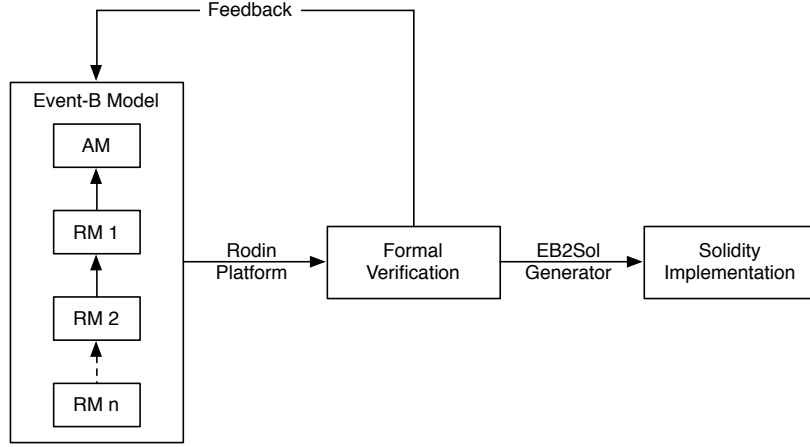 Feedback
Event-B Model
AM
RM 1
RM 2
RM n
Rodin
Platform
Formal
Verification
EB2Sol
Generator
Solidity
Implementation